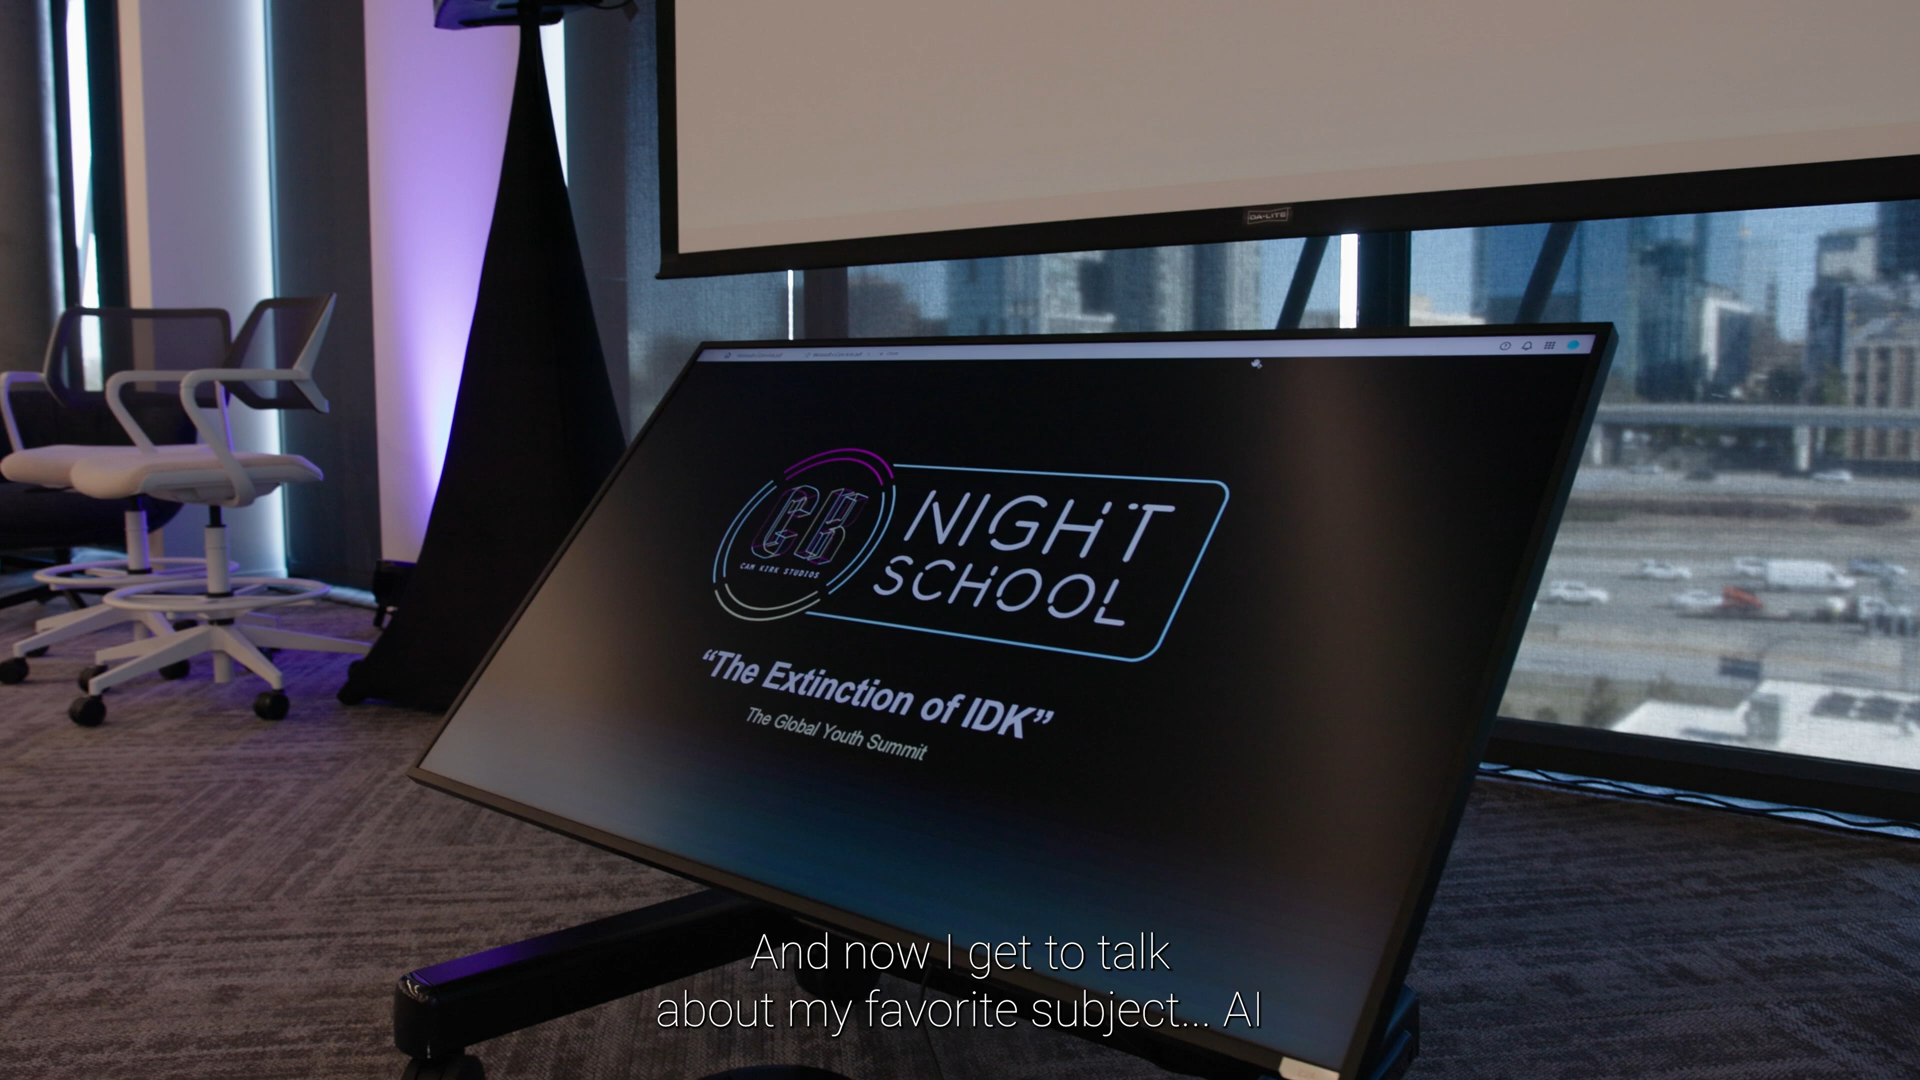 DA-LITE
NIGHT
SCHOOL
CK
CAM KIRK STUDIOS
“The Extinction of IDK”
The Global Youth Summit
And now I get to talk
about my favorite subject... AI